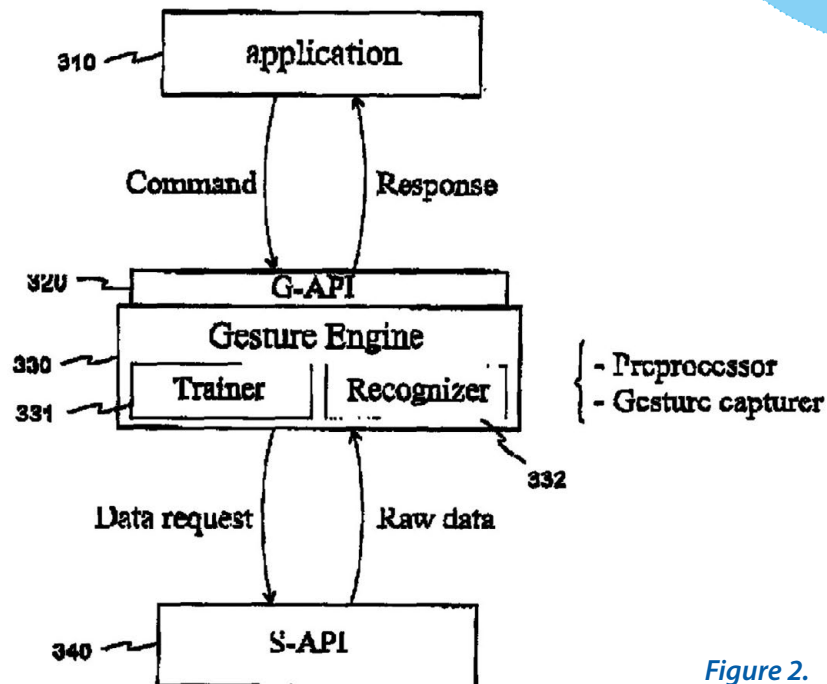 310 application
Command Response
320 G-API
330 Gesture Engine
- Preprocessor
331 Trainer Recognizer
- Gesture capturer
332
Data request Raw data
340 S-API
Figure 2.